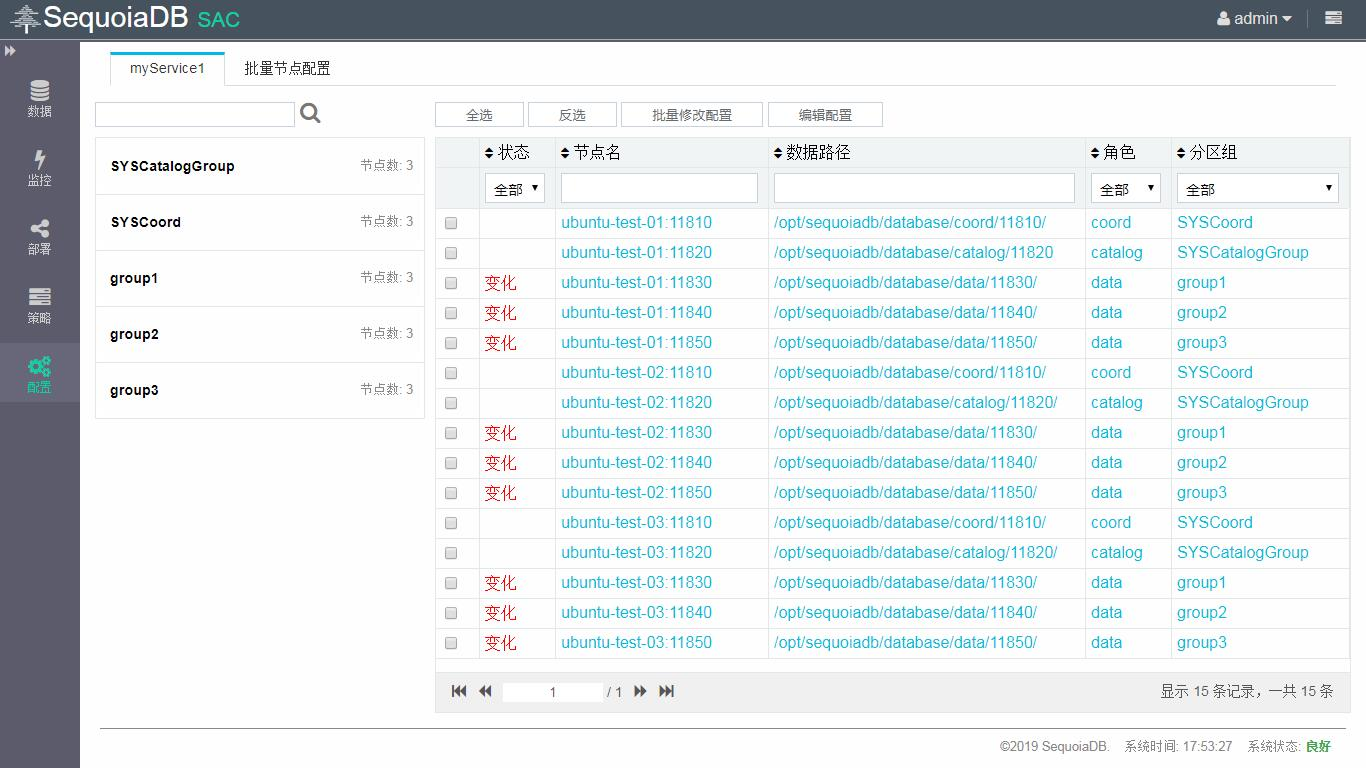 SequoiaDB SAC
admin
myService1 批量节点配置
数据
监控
部署
策略
配置
全选 反选 批量修改配置 编辑配置
SYSCatalogGroup 节点数: 3
SYSCoord 节点数: 3
group1 节点数: 3
group2 节点数: 3
group3 节点数: 3
状态 节点名 数据路径 角色 分区组
全部 全部 全部
ubuntu-test-01:11810 /opt/sequoiadb/database/coord/11810/ coord SYSCoord
ubuntu-test-01:11820 /opt/sequoiadb/database/catalog/11820 catalog SYSCatalogGroup
变化 ubuntu-test-01:11830 /opt/sequoiadb/database/data/11830/ data group1
变化 ubuntu-test-01:11840 /opt/sequoiadb/database/data/11840/ data group2
变化 ubuntu-test-01:11850 /opt/sequoiadb/database/data/11850/ data group3
ubuntu-test-02:11810 /opt/sequoiadb/database/coord/11810/ coord SYSCoord
ubuntu-test-02:11820 /opt/sequoiadb/database/catalog/11820/ catalog SYSCatalogGroup
变化 ubuntu-test-02:11830 /opt/sequoiadb/database/data/11830/ data group1
变化 ubuntu-test-02:11840 /opt/sequoiadb/database/data/11840/ data group2
变化 ubuntu-test-02:11850 /opt/sequoiadb/database/data/11850/ data group3
ubuntu-test-03:11810 /opt/sequoiadb/database/coord/11810/ coord SYSCoord
ubuntu-test-03:11820 /opt/sequoiadb/database/catalog/11820/ catalog SYSCatalogGroup
变化 ubuntu-test-03:11830 /opt/sequoiadb/database/data/11830/ data group1
变化 ubuntu-test-03:11840 /opt/sequoiadb/database/data/11840/ data group2
变化 ubuntu-test-03:11850 /opt/sequoiadb/database/data/11850/ data group3
1 / 1 显示 15 条记录，一共 15 条
©2019 SequoiaDB. 系统时间: 17:53:27 系统状态: 良好